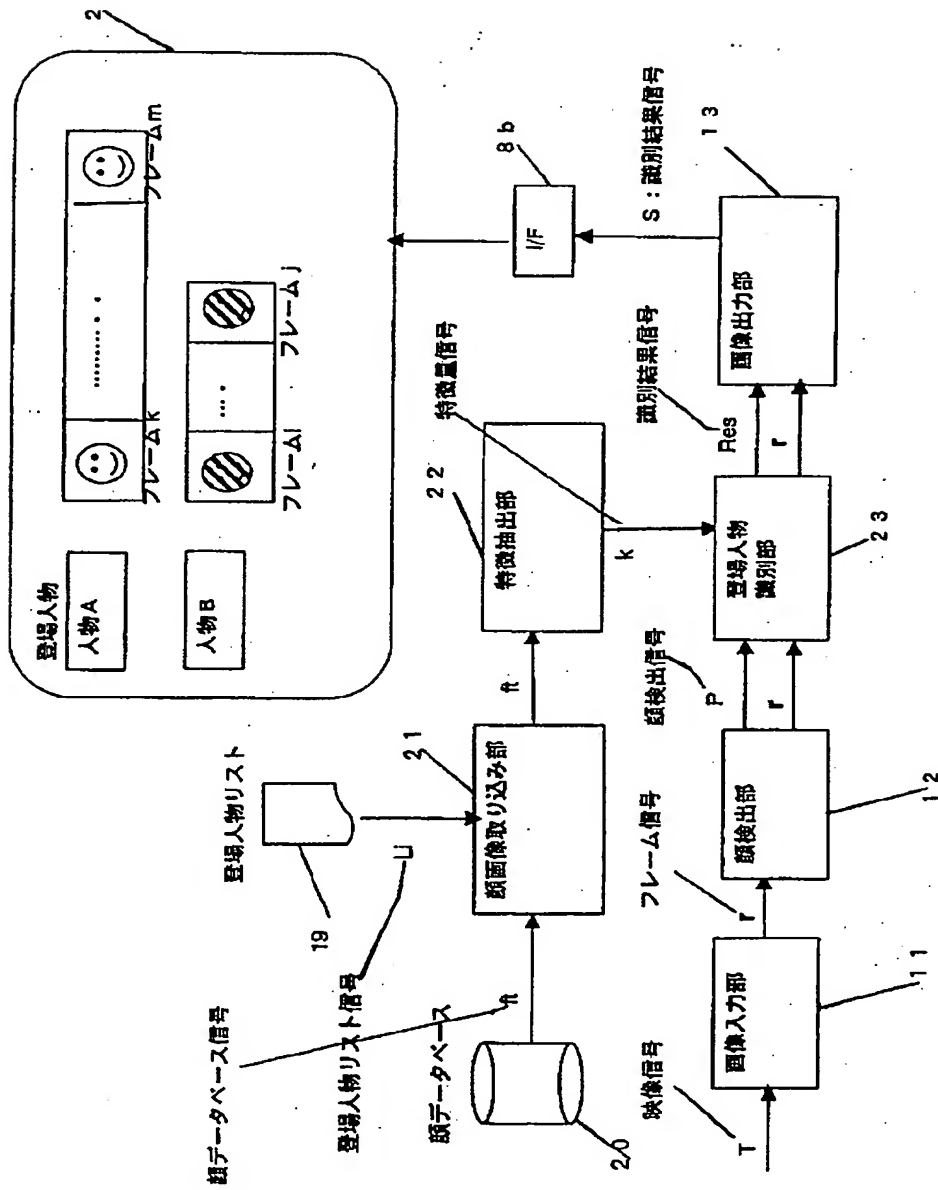 2
登場人物
人物A
フレームk
.........
フレームm
人物B
フレームl
....
フレームj
登場人物リスト
19
顔データベース信号
ft
登場人物リスト信号
Li
顔データベース
20
顔画像取り込み部
21
ft
特徴抽出部
22
特徴量信号
k
I/F
8b
S:識別結果信号
映像信号
T
画像入力部
11
フレーム信号
r
顔検出部
12
顔検出信号
P
r
登場人物
識別部
23
識別結果信号
Res
r
画像出力部
13